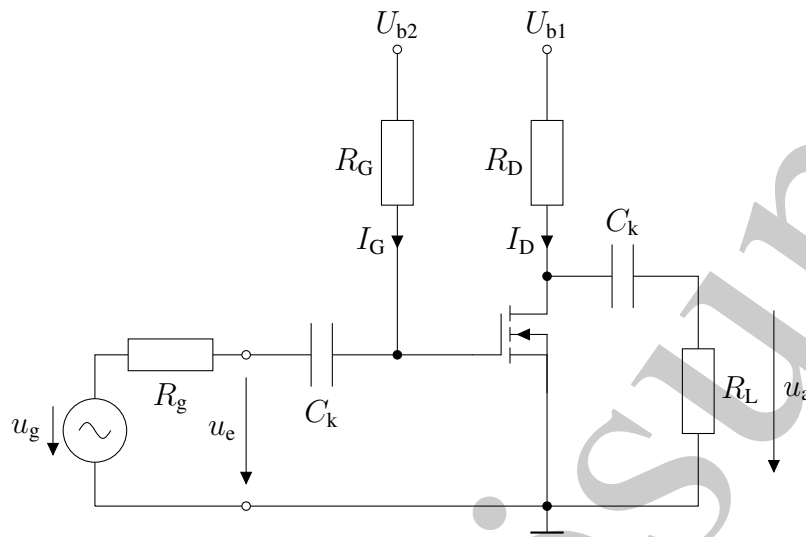 U_b2
U_b1
R_G
R_D
C_k
I_G
I_D
R_g
C_k
R_L
u_g
u_e
u_a